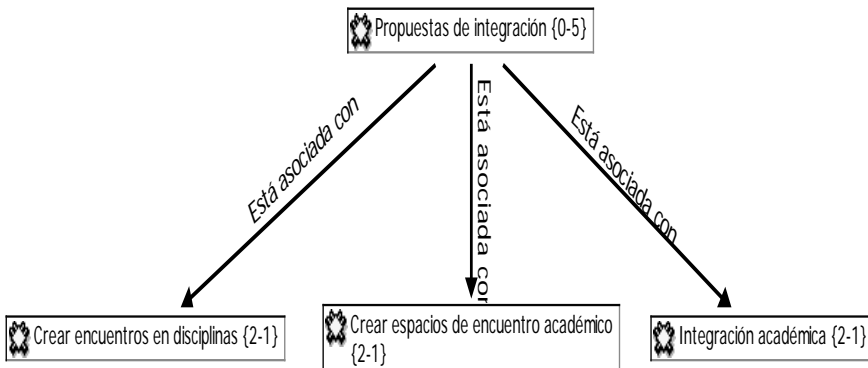 Propuestas de integración {0-5}
Está asociada con
Está asociada con
Está asociada con
Crear encuentros en disciplinas {2-1}
Crear espacios de encuentro académico
{2-1}
Integración académica {2-1}